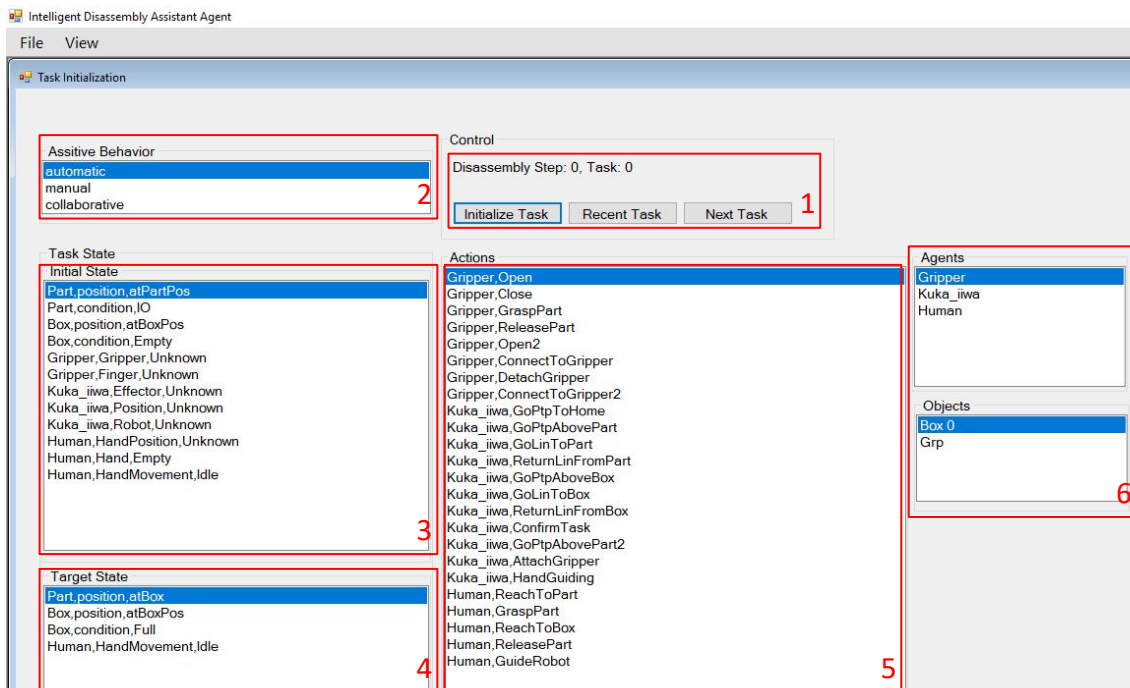 Intelligent Disassembly Assistant Agent
File View
Task Initialization
Assitive Behavior
automatic
manual
collaborative
2
Control
Disassembly Step: 0, Task: 0
Initialize Task Recent Task Next Task
1
Task State
Initial State
Part,position,atPartPos
Part,condition,IO
Box,position,atBoxPos
Box,condition,Empty
Gripper,Gripper,Unknown
Gripper,Finger,Unknown
Kuka_iiwa,Effector,Unknown
Kuka_iiwa,Position,Unknown
Kuka_iiwa,Robot,Unknown
Human,HandPosition,Unknown
Human,Hand,Empty
Human,HandMovement,Idle
3
Target State
Part,position,atBox
Box,position,atBoxPos
Box,condition,Full
Human,HandMovement,Idle
4
Actions
Gripper,Open
Gripper,Close
Gripper,GraspPart
Gripper,ReleasePart
Gripper,Open2
Gripper,ConnectToGripper
Gripper,DetachGripper
Gripper,ConnectToGripper2
Kuka_iiwa,GoPtpToHome
Kuka_iiwa,GoPtpAbovePart
Kuka_iiwa,GoLinToPart
Kuka_iiwa,ReturnLinFromPart
Kuka_iiwa,GoPtpAboveBox
Kuka_iiwa,GoLinToBox
Kuka_iiwa,ReturnLinFromBox
Kuka_iiwa,ConfirmTask
Kuka_iiwa,GoPtpAbovePart2
Kuka_iiwa,AttachGripper
Kuka_iiwa,HandGuiding
Human,ReachToPart
Human,GraspPart
Human,ReachToBox
Human,ReleasePart
Human,GuideRobot
5
Agents
Gripper
Kuka_iiwa
Human
Objects
Box 0
Grp
6